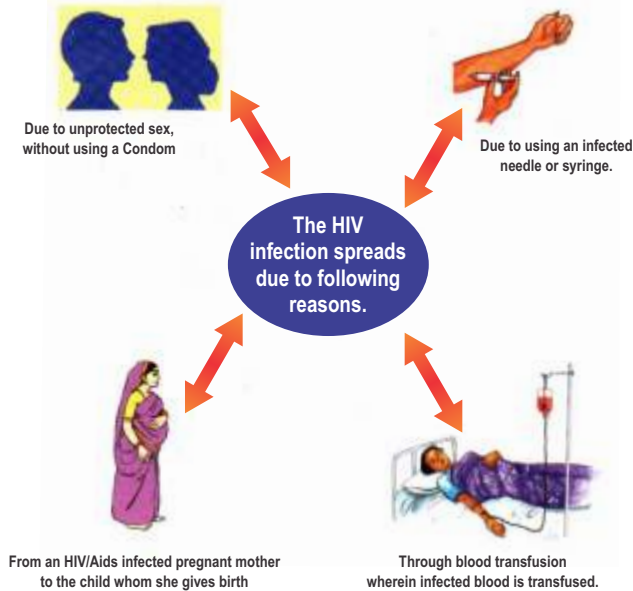 Due to unprotected sex,
without using a Condom
Due to using an infected
needle or syringe.
The HIV
infection spreads
due to following
reasons.
From an HIV/Aids infected pregnant mother
to the child whom she gives birth
Through blood transfusion
wherein infected blood is transfused.